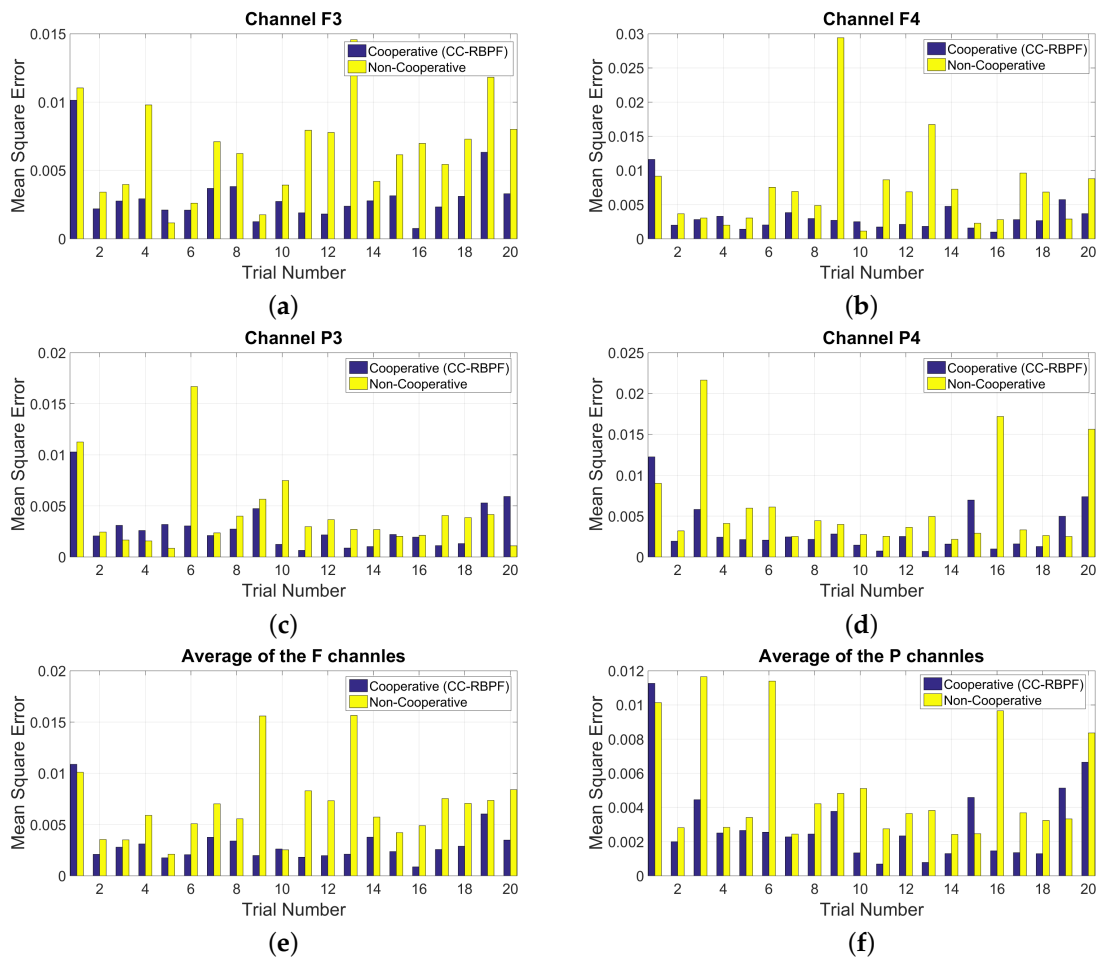 Channel F3
Mean Square Error
0.015
0.01
0.005
0
Cooperative (CC-RBPF)
Non-Cooperative
2 4 6 8 10 12 14 16 18 20
Trial Number
(a)
Channel F4
Mean Square Error
0.03
0.025
0.02
0.015
0.01
0.005
0
Cooperative (CC-RBPF)
Non-Cooperative
2 4 6 8 10 12 14 16 18 20
Trial Number
(b)
Channel P3
Mean Square Error
0.02
0.015
0.01
0.005
0
Cooperative (CC-RBPF)
Non-Cooperative
2 4 6 8 10 12 14 16 18 20
Trial Number
(c)
Channel P4
Mean Square Error
0.025
0.02
0.015
0.01
0.005
0
Cooperative (CC-RBPF)
Non-Cooperative
2 4 6 8 10 12 14 16 18 20
Trial Number
(d)
Average of the F channles
Mean Square Error
0.02
0.015
0.01
0.005
0
Cooperative (CC-RBPF)
Non-Cooperative
2 4 6 8 10 12 14 16 18 20
Trial Number
(e)
Average of the P channles
Mean Square Error
0.012
0.01
0.008
0.006
0.004
0.002
0
Cooperative (CC-RBPF)
Non-Cooperative
2 4 6 8 10 12 14 16 18 20
Trial Number
(f)